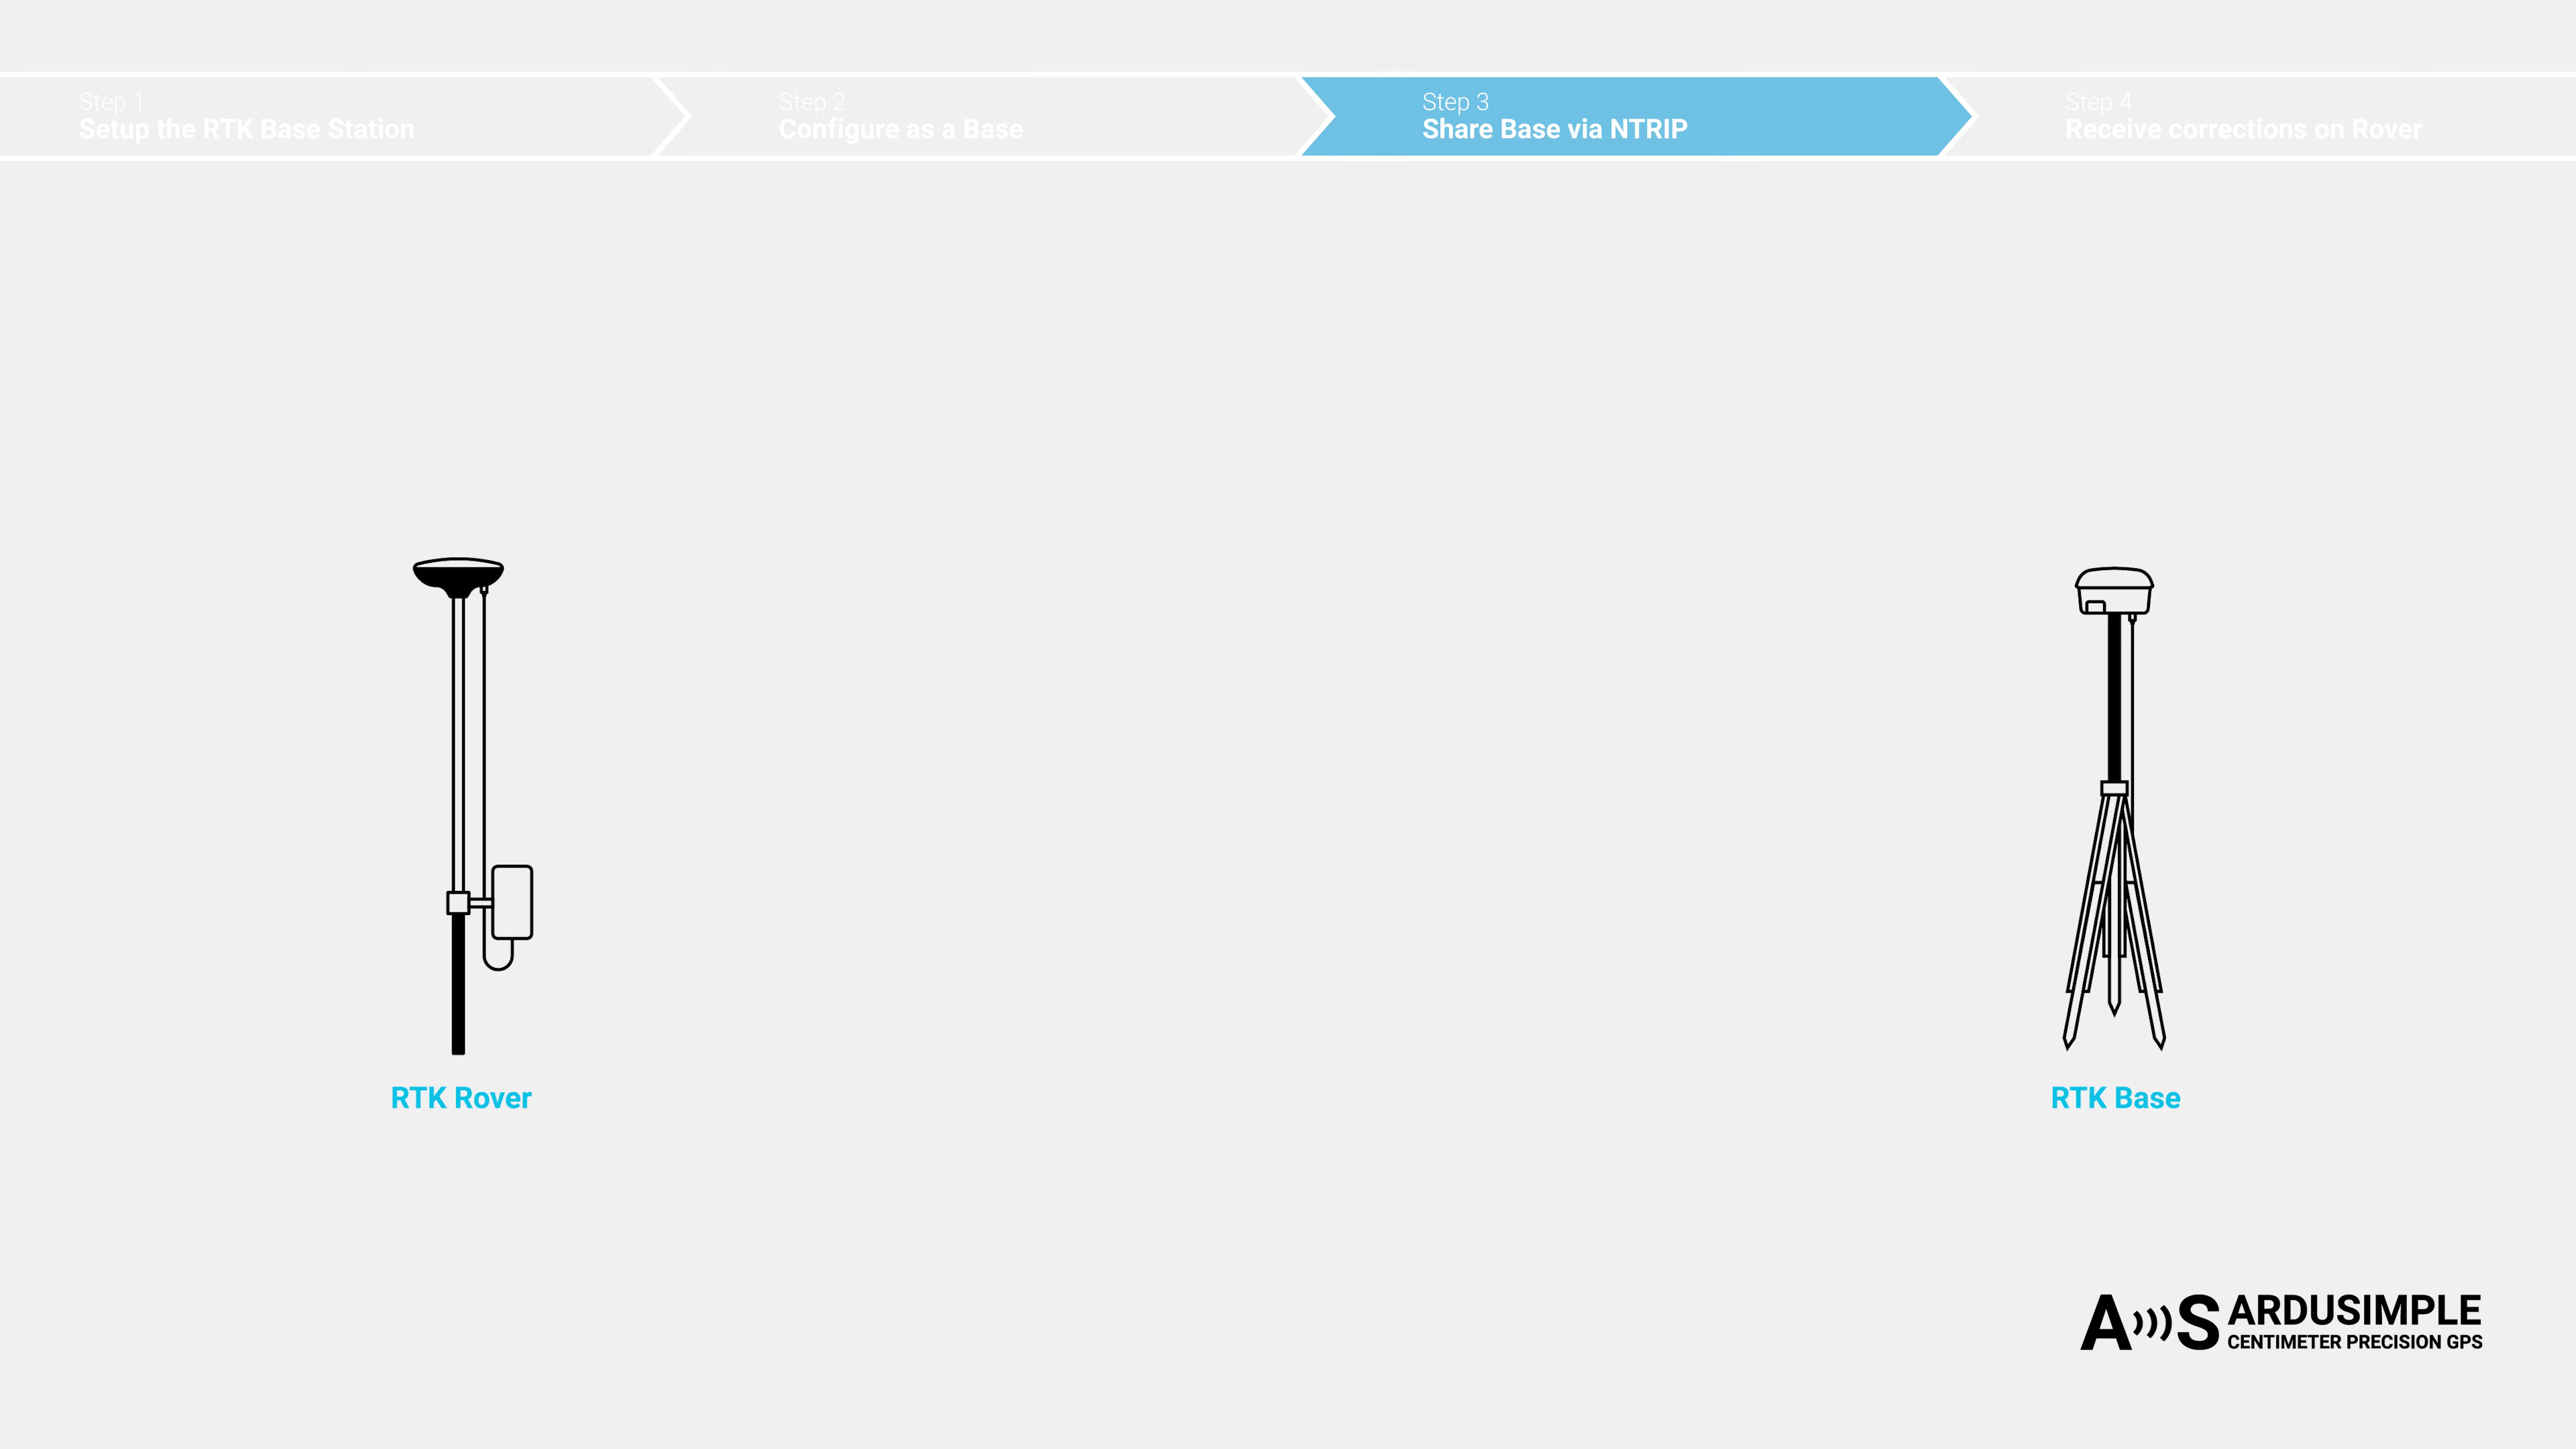 Step 1
Setup the RTK Base Station
Step 2
Configure as a Base
Step 3
Share Base via NTRIP
Step 4
Receive corrections on Rover
RTK Rover
RTK Base
A S
ARDUSIMPLE
CENTIMETER PRECISION GPS